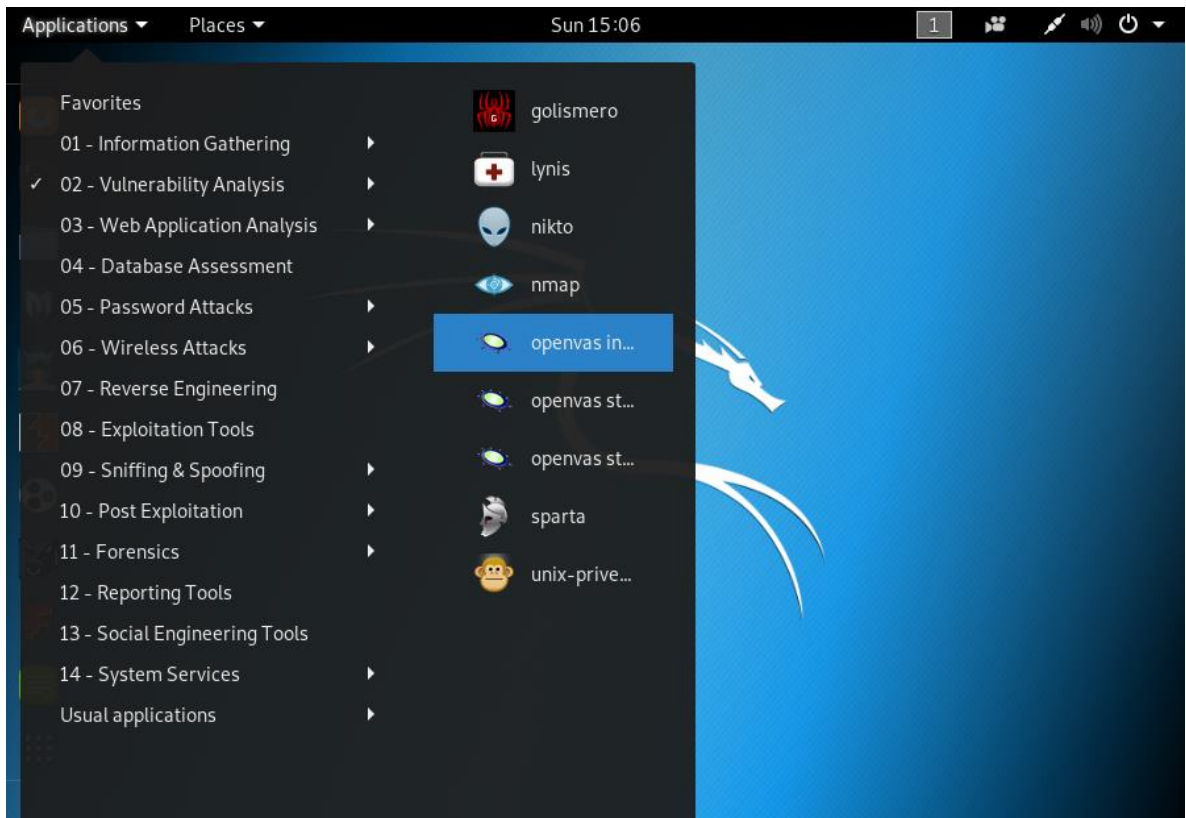 Applications Places Sun 15:06 1
Favorites
01 - Information Gathering
02 - Vulnerability Analysis
03 - Web Application Analysis
04 - Database Assessment
05 - Password Attacks
06 - Wireless Attacks
07 - Reverse Engineering
08 - Exploitation Tools
09 - Sniffing & Spoofing
10 - Post Exploitation
11 - Forensics
12 - Reporting Tools
13 - Social Engineering Tools
14 - System Services
Usual applications
golismero
lynis
nikto
nmap
openvas in...
openvas st...
openvas st...
sparta
unix-prive...